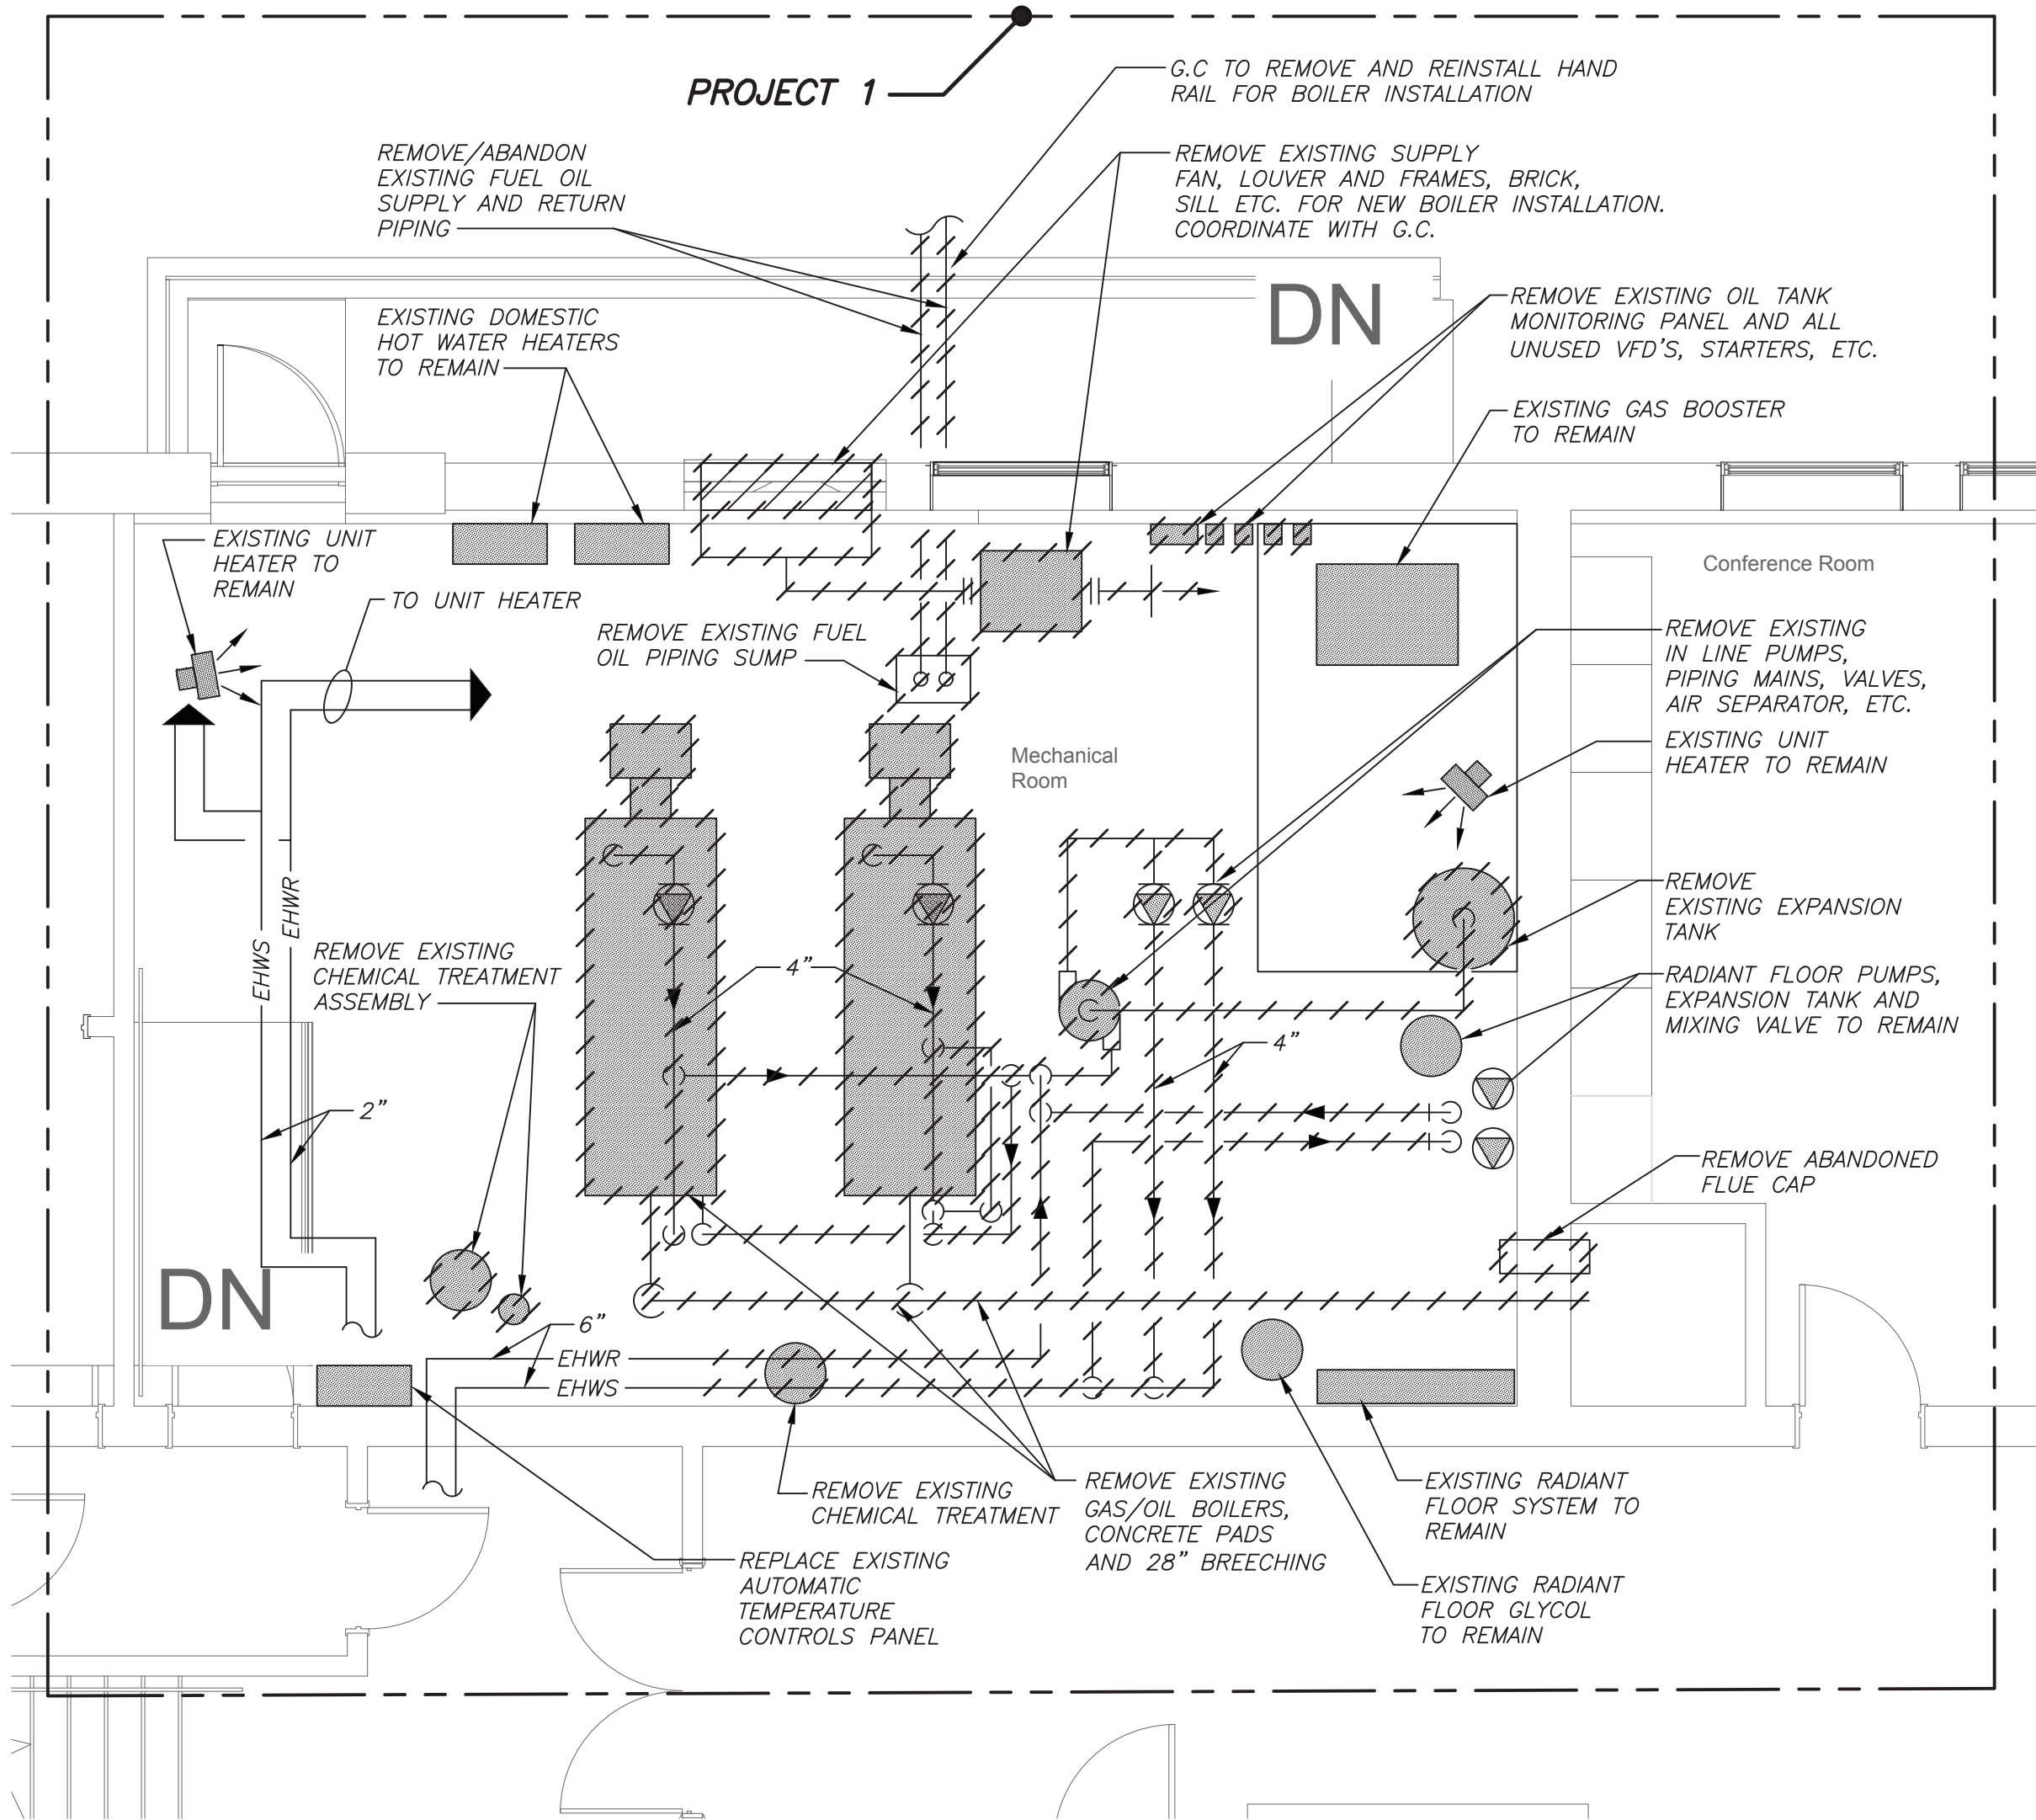 PROJECT 1
G.C TO REMOVE AND REINSTALL HAND
RAIL FOR BOILER INSTALLATION
REMOVE/ABANDON
EXISTING FUEL OIL
SUPPLY AND RETURN
PIPING
REMOVE EXISTING SUPPLY
FAN, LOUVER AND FRAMES, BRICK,
SILL ETC. FOR NEW BOILER INSTALLATION.
COORDINATE WITH G.C.
EXISTING DOMESTIC
HOT WATER HEATERS
TO REMAIN
DN
REMOVE EXISTING OIL TANK
MONITORING PANEL AND ALL
UNUSED VFD'S, STARTERS, ETC.
EXISTING GAS BOOSTER
TO REMAIN
EXISTING UNIT
HEATER TO
REMAIN
TO UNIT HEATER
Conference Room
REMOVE EXISTING FUEL
OIL PIPING SUMP
REMOVE EXISTING
IN LINE PUMPS,
PIPING MAINS, VALVES,
AIR SEPARATOR, ETC.
Mechanical
Room
EXISTING UNIT
HEATER TO REMAIN
EHWR
EHWS
REMOVE
EXISTING EXPANSION
TANK
REMOVE EXISTING
CHEMICAL TREATMENT
ASSEMBLY
4"
RADIANT FLOOR PUMPS,
EXPANSION TANK AND
MIXING VALVE TO REMAIN
4"
2"
REMOVE ABANDONED
FLUE CAP
DN
6"
EHWR
EHWS
REMOVE EXISTING
CHEMICAL TREATMENT
REMOVE EXISTING
GAS/OIL BOILERS,
CONCRETE PADS
AND 28" BREECHING
EXISTING RADIANT
FLOOR SYSTEM TO
REMAIN
REPLACE EXISTING
AUTOMATIC
TEMPERATURE
CONTROLS PANEL
EXISTING RADIANT
FLOOR GLYCOL
TO REMAIN